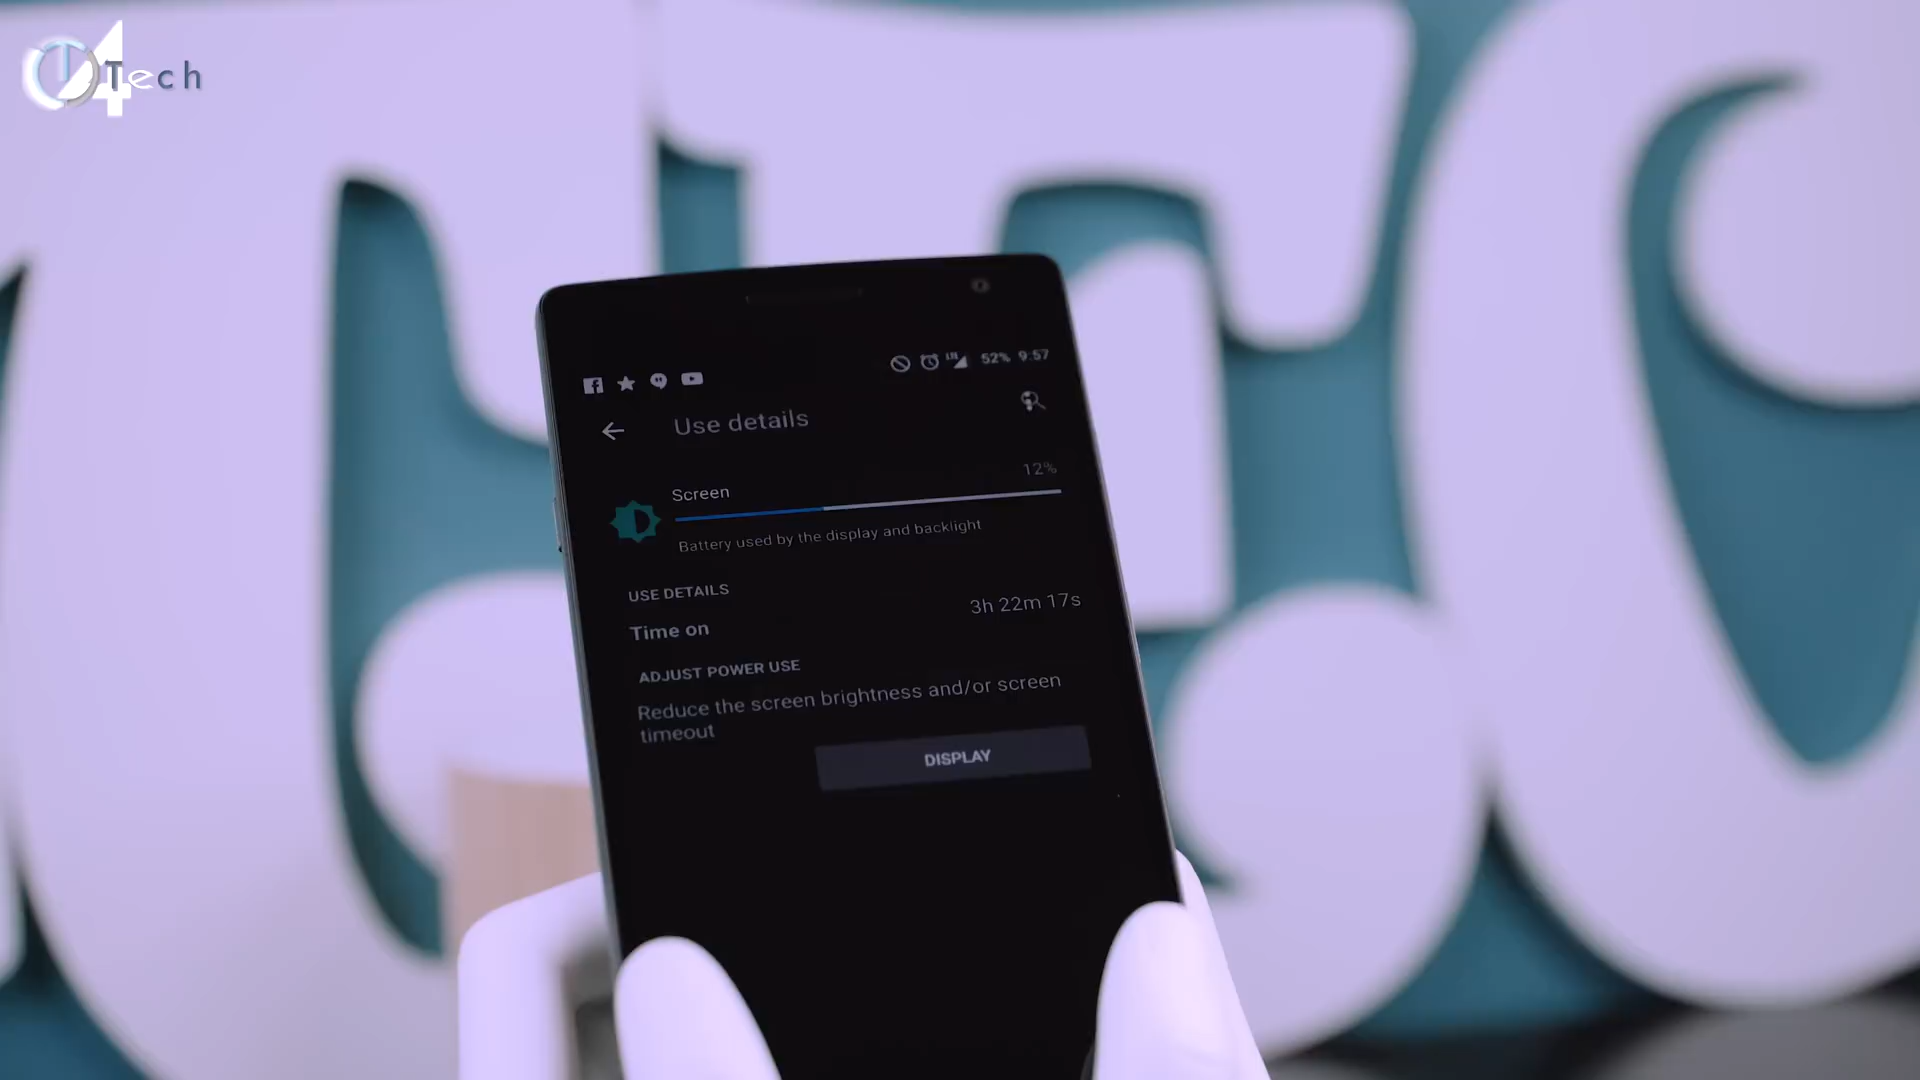 4Tech
52% 9:57
Use details
12%
Screen
Battery used by the display and backlight
USE DETAILS
3h 22m 17s
Time on
ADJUST POWER USE
Reduce the screen brightness and/or screen
timeout
DISPLAY